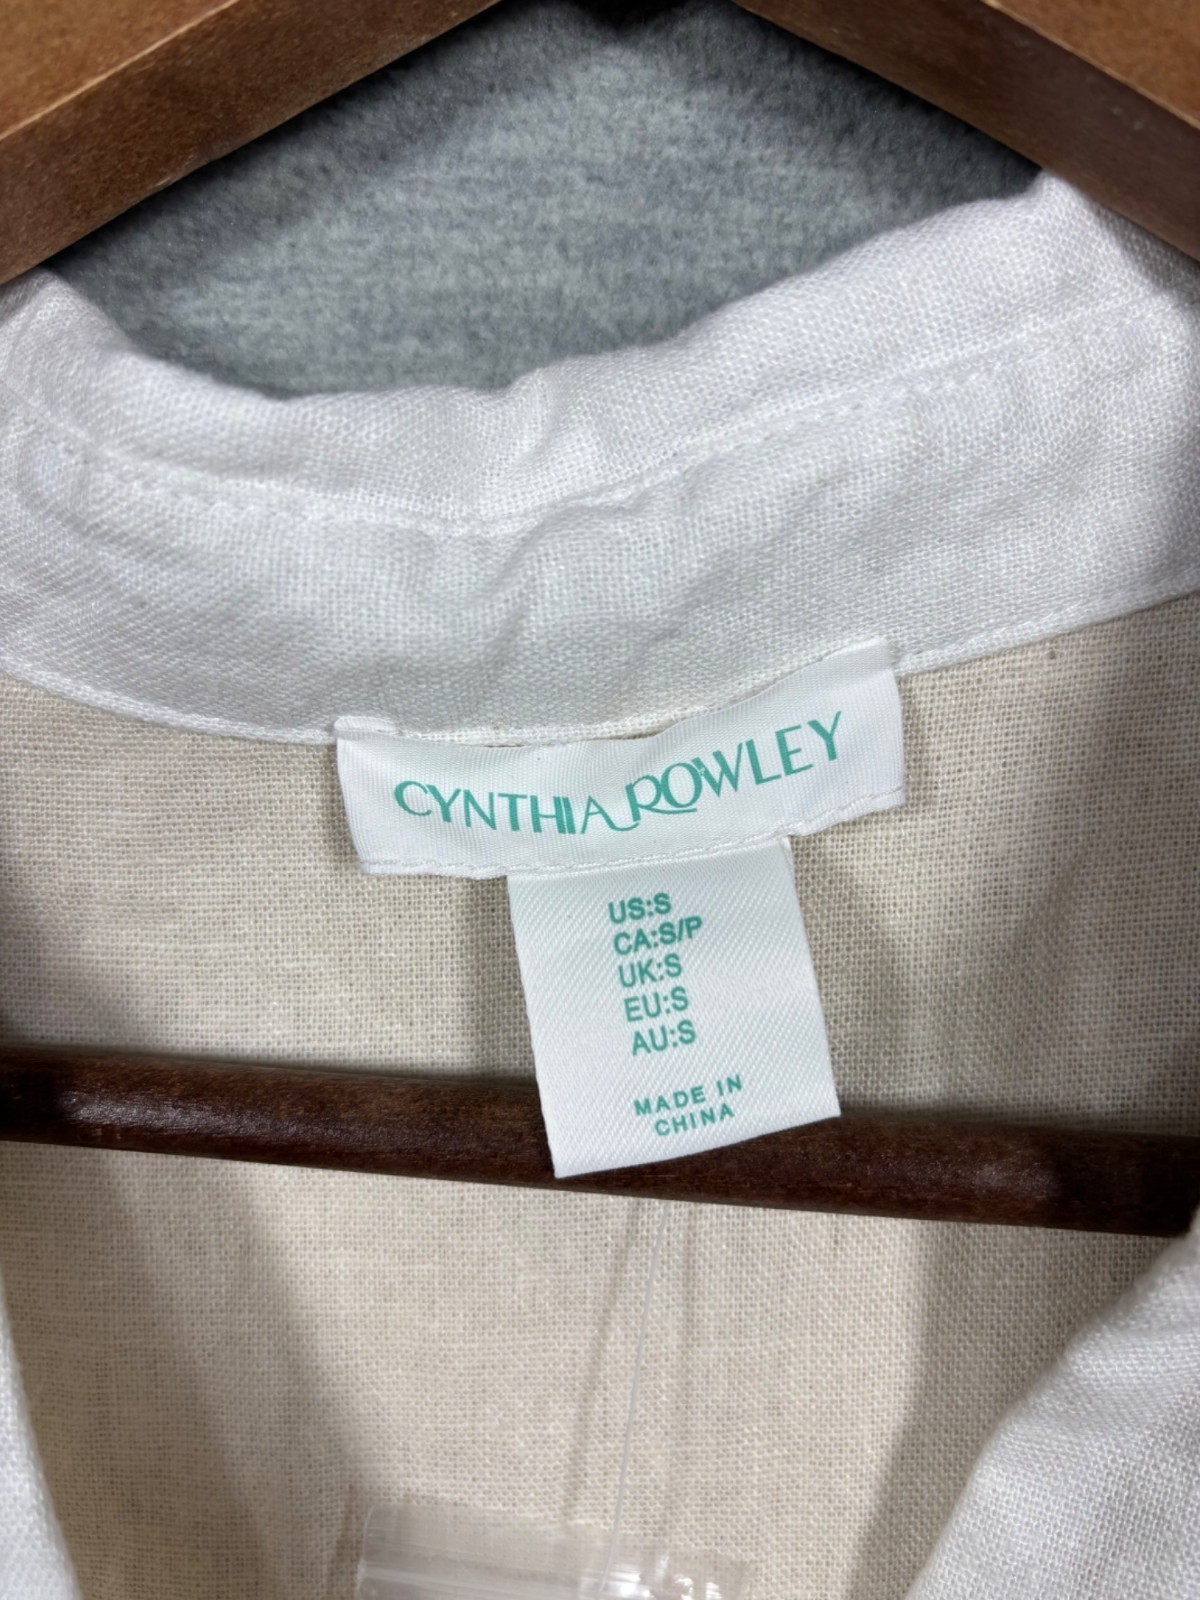 CYNTHIA ROWLEY
US:S
CA:S/P
UK:S
EU:S
AU:S
MADE IN
CHINA